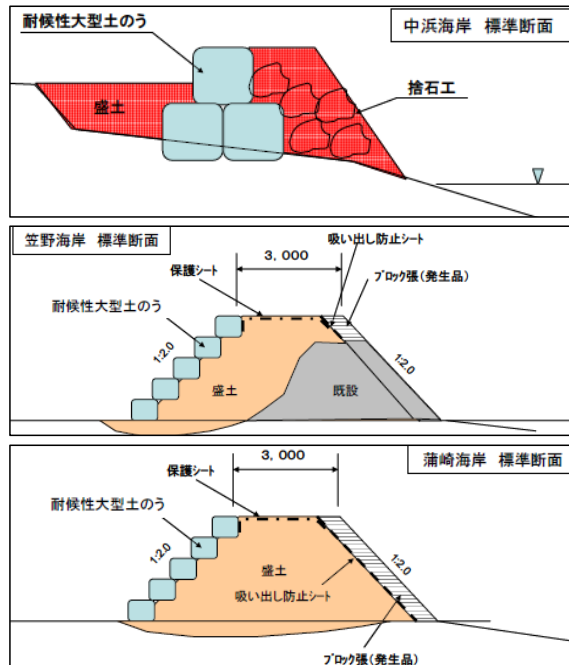 中浜海岸 標準断面
耐候性大型土のう
盛土
捨石工
笠野海岸 標準断面
吸い出し防止シート
3，000
保護シート
ブロック張(発生品)
耐候性大型土のう
1:2.0
1:2.0
盛土
既設
蒲崎海岸 標準断面
3，000
保護シート
耐候性大型土のう
1:2.0
1:2.0
盛土
吸い出し防止シート
ブロック張(発生品)